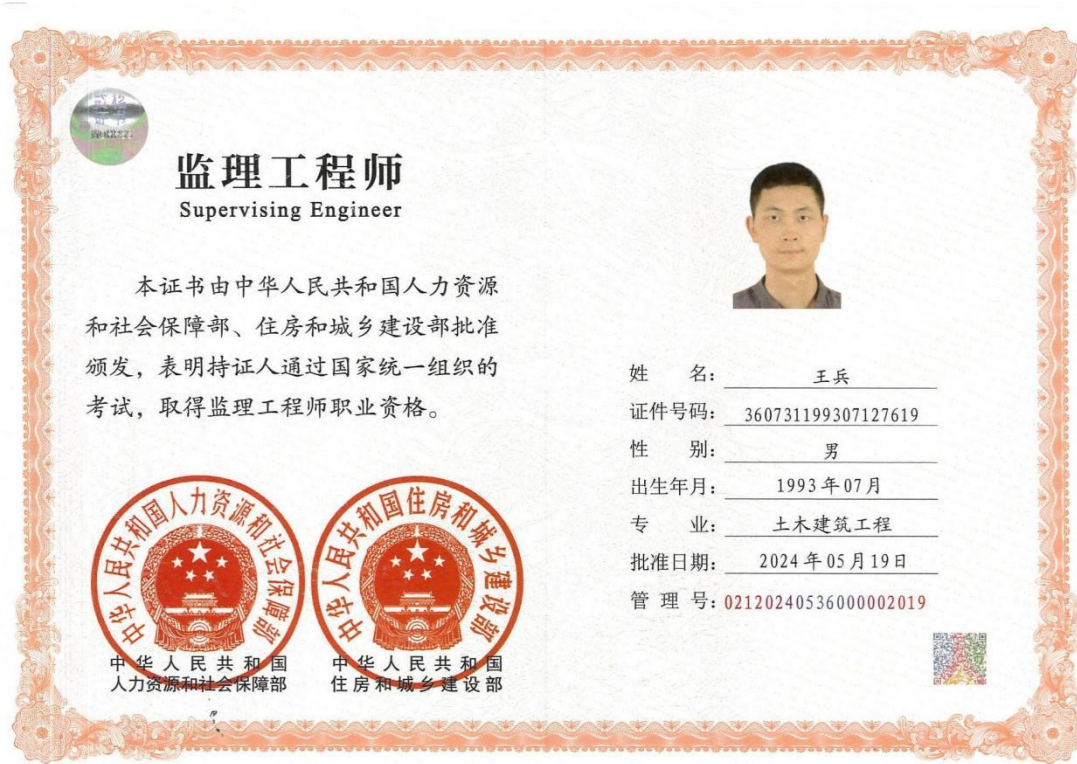 监理工程师
Supervising Engineer
本证书由中华人民共和国人力资源
和社会保障部、住房和城乡建设部批准
颁发，表明持证人通过国家统一组织的
考试，取得监理工程师职业资格。
中华人民共和国人力资源和社会保障部
中华人民共和国
人力资源和社会保障部
中华人民共和国住房和城乡建设部
中华人民共和国
住房和城乡建设部
姓 名：王兵
证件号码：360731199307127619
性 别：男
出生年月：1993年07月
专 业：土木建筑工程
批准日期：2024年05月19日
管 理 号：02120240536000002019